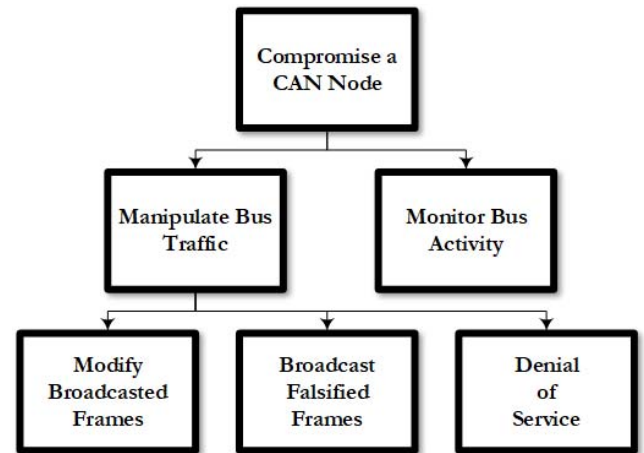 Compromise a
CAN Node
Manipulate Bus
Traffic
Monitor Bus
Activity
Modify
Broadcasted
Frames
Broadcast
Falsified
Frames
Denial
of
Service